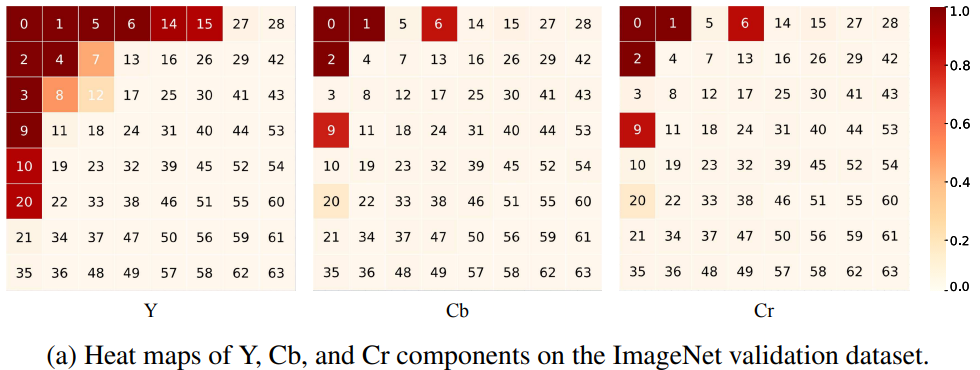 0 1 5 6 14 15 27 28
2 4 7 13 16 26 29 42
3 8 12 17 25 30 41 43
9 11 18 24 31 40 44 53
10 19 23 32 39 45 52 54
20 22 33 38 46 51 55 60
21 34 37 47 50 56 59 61
35 36 48 49 57 58 62 63
Y
0 1 5 6 14 15 27 28
2 4 7 13 16 26 29 42
3 8 12 17 25 30 41 43
9 11 18 24 31 40 44 53
10 19 23 32 39 45 52 54
20 22 33 38 46 51 55 60
21 34 37 47 50 56 59 61
35 36 48 49 57 58 62 63
Cb
0 1 5 6 14 15 27 28
2 4 7 13 16 26 29 42
3 8 12 17 25 30 41 43
9 11 18 24 31 40 44 53
10 19 23 32 39 45 52 54
20 22 33 38 46 51 55 60
21 34 37 47 50 56 59 61
35 36 48 49 57 58 62 63
Cr
1.0
0.8
0.6
0.4
0.2
0.0
(a) Heat maps of Y, Cb, and Cr components on the ImageNet validation dataset.